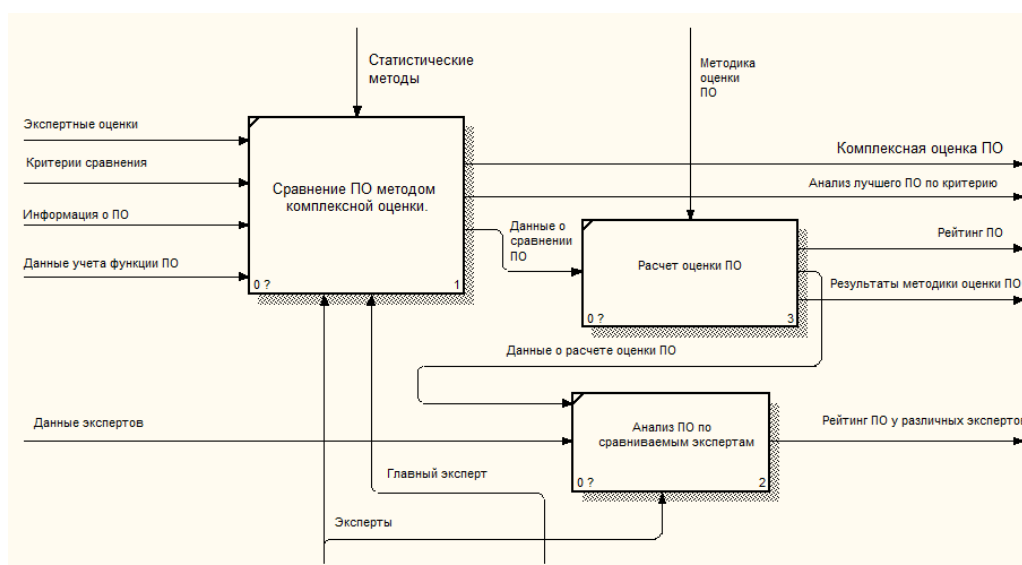 Статистические
методы
Методика
оценки
ПО
Экспертные оценки
Критерии сравнения
Информация о ПО
Данные учета функции ПО
Сравнение ПО методом
комплексной оценки.
0 ?
1
Комплексная оценка ПО
Анализ лучшего ПО по критерию
Данные о
сравнении
ПО
Расчет оценки ПО
0 ?
3
Рейтинг ПО
Результаты методики оценки ПО
Данные о расчете оценки ПО
Данные экспертов
Анализ ПО по
сравниваемым экспертам
0 ?
2
Рейтинг ПО у различных экспертов
Главный эксперт
Эксперты